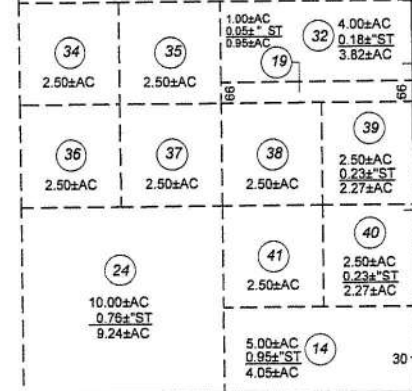 34
2.50±AC
35
2.50±AC
1.00±AC
0.05±" ST
0.95±AC
19
32
4.00±AC
0.18±"ST
3.82±AC
66
66
36
2.50±AC
37
2.50±AC
38
2.50±AC
39
2.50±AC
0.23±"ST
2.27±AC
24
10.00±AC
0.76±"ST
9.24±AC
41
2.50±AC
40
2.50±AC
0.23±"ST
2.27±AC
5.00±AC
0.95±"ST
4.05±AC
14
30